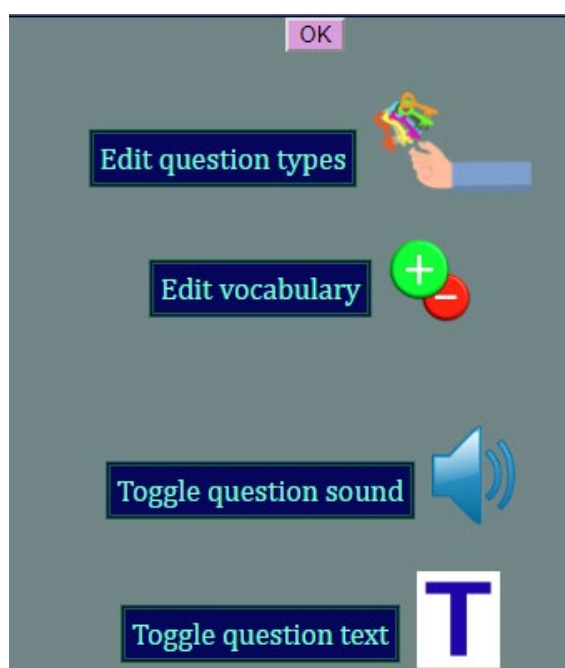 OK
Edit question types
Edit vocabulary
Toggle question sound
Toggle question text
T